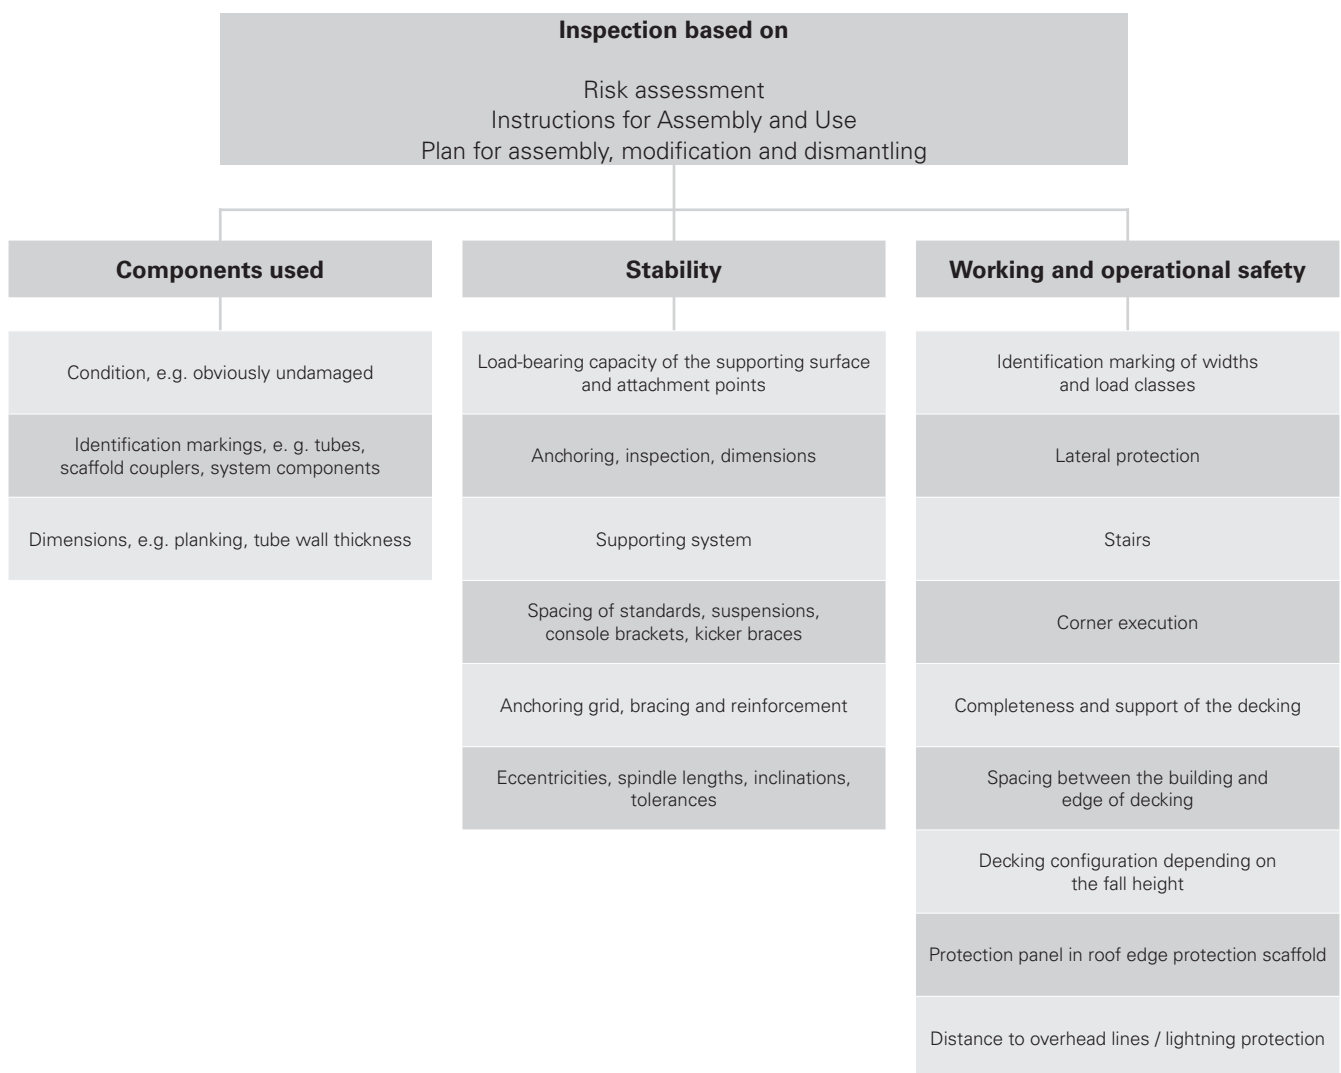 Inspection based on
Risk assessment
Instructions for Assembly and Use
Plan for assembly, modification and dismantling
Components used
Condition, e.g. obviously undamaged
Identification markings, e. g. tubes,
scaffold couplers, system components
Dimensions, e.g. planking, tube wall thickness
Stability
Load-bearing capacity of the supporting surface
and attachment points
Anchoring, inspection, dimensions
Supporting system
Spacing of standards, suspensions,
console brackets, kicker braces
Anchoring grid, bracing and reinforcement
Eccentricities, spindle lengths, inclinations,
tolerances
Working and operational safety
Identification marking of widths
and load classes
Lateral protection
Stairs
Corner execution
Completeness and support of the decking
Spacing between the building and
edge of decking
Decking configuration depending on
the fall height
Protection panel in roof edge protection scaffold
Distance to overhead lines / lightning protection